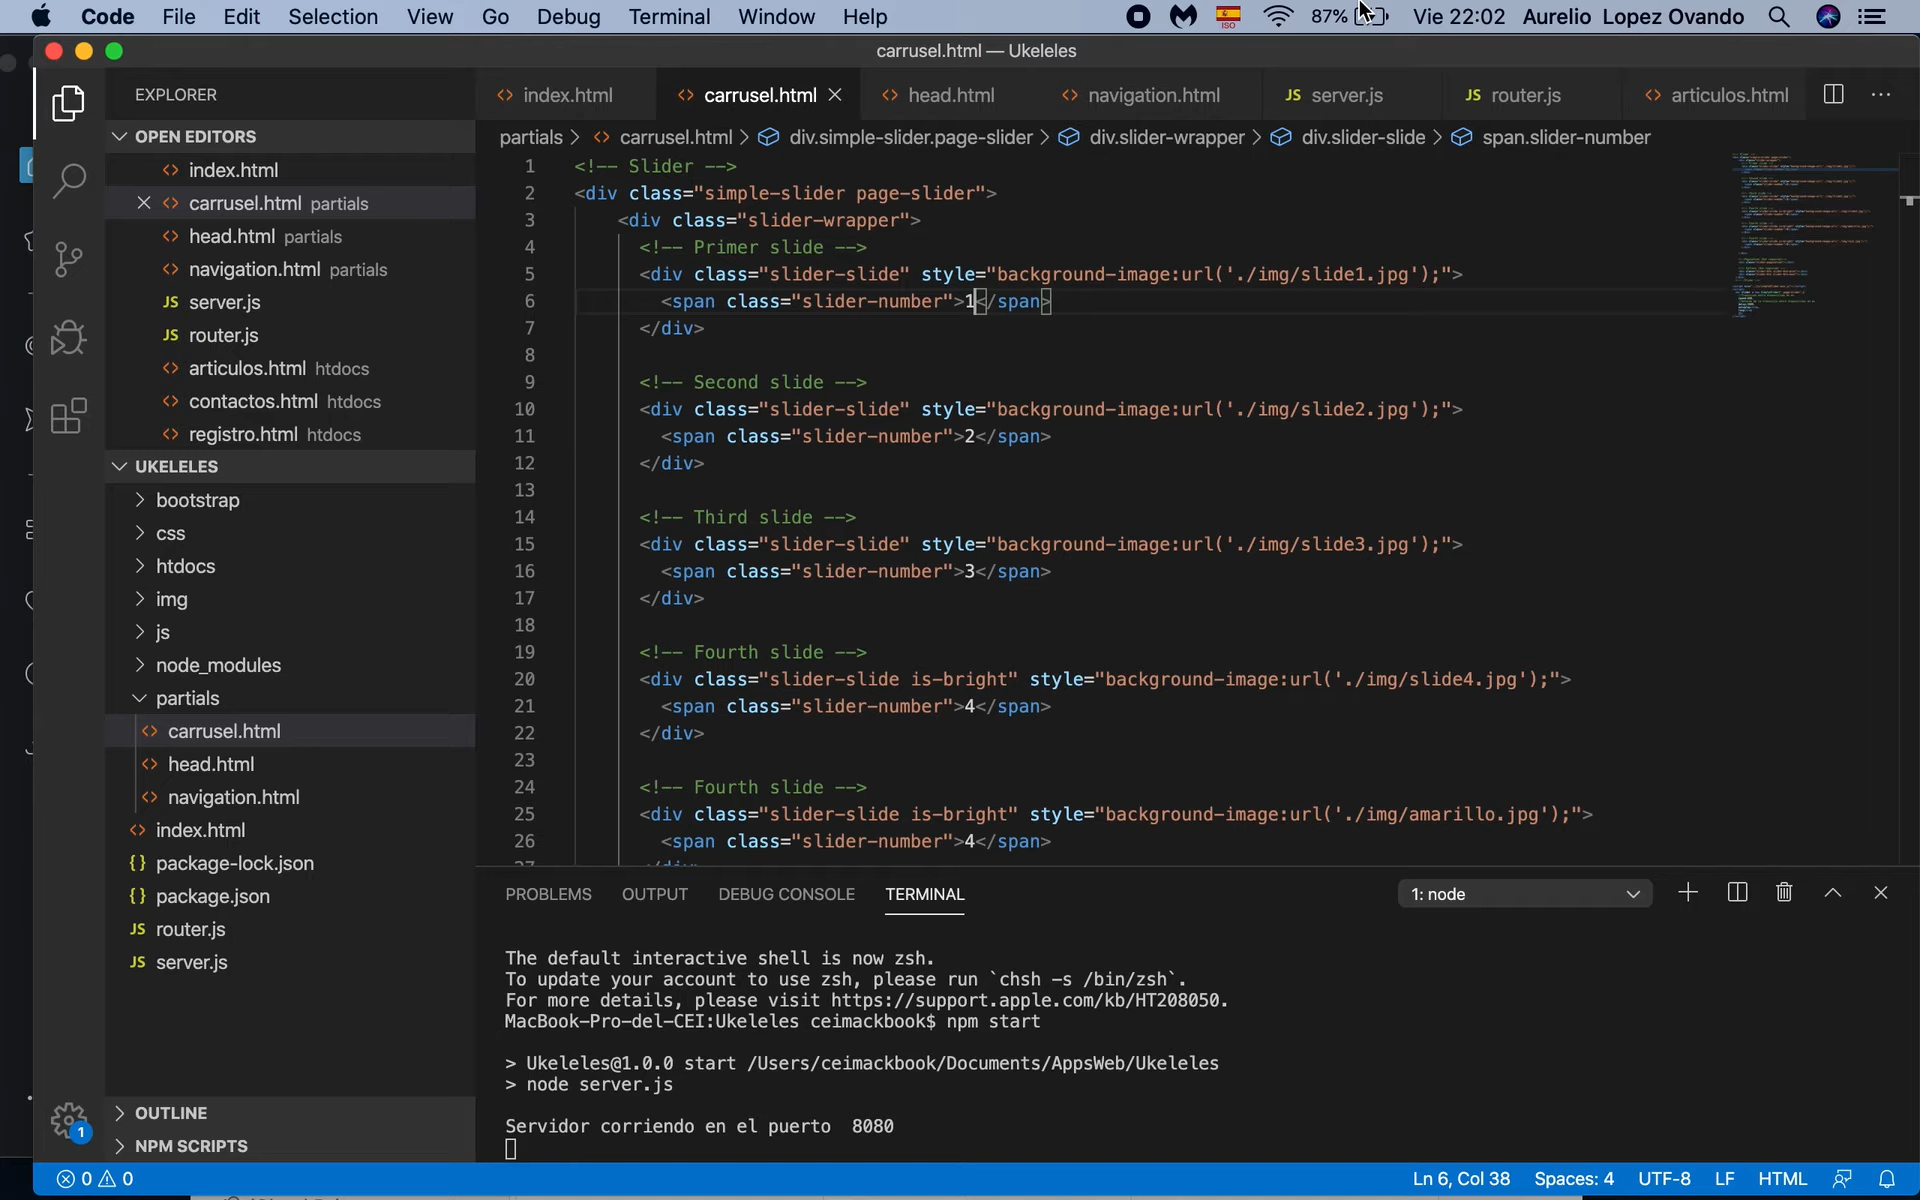 Code File Edit Selection View Go Debug Terminal Window Help ISO 87% Vie 22:02 Aurelio Lopez Ovando
carrusel.html — Ukeleles
EXPLORER
OPEN EDITORS
index.html
carrusel.html partials
head.html partials
navigation.html partials
JS server.js
JS router.js
articulos.html htdocs
contactos.html htdocs
registro.html htdocs
UKELELES
bootstrap
css
htdocs
img
js
node_modules
partials
carrusel.html
head.html
navigation.html
index.html
{} package-lock.json
{} package.json
JS router.js
JS server.js
OUTLINE
NPM SCRIPTS
1
index.html carrusel.html head.html navigation.html JS server.js JS router.js articulos.html
partials > carrusel.html > div.simple-slider.page-slider > div.slider-wrapper > div.slider-slide > span.slider-number
1 <!-- Slider -->
2 <div class="simple-slider page-slider">
3 <div class="slider-wrapper">
4 <!-- Primer slide -->
5 <div class="slider-slide" style="background-image:url('./img/slide1.jpg');">
6 <span class="slider-number">1</span>
7 </div>
8
9 <!-- Second slide -->
10 <div class="slider-slide" style="background-image:url('./img/slide2.jpg');">
11 <span class="slider-number">2</span>
12 </div>
13
14 <!-- Third slide -->
15 <div class="slider-slide" style="background-image:url('./img/slide3.jpg');">
16 <span class="slider-number">3</span>
17 </div>
18
19 <!-- Fourth slide -->
20 <div class="slider-slide is-bright" style="background-image:url('./img/slide4.jpg');">
21 <span class="slider-number">4</span>
22 </div>
23
24 <!-- Fourth slide -->
25 <div class="slider-slide is-bright" style="background-image:url('./img/amarillo.jpg');">
26 <span class="slider-number">4</span>
27 </div>
PROBLEMS OUTPUT DEBUG CONSOLE TERMINAL 1: node
The default interactive shell is now zsh.
To update your account to use zsh, please run `chsh -s /bin/zsh`.
For more details, please visit https://support.apple.com/kb/HT208050.
MacBook-Pro-del-CEI:Ukeleles ceimackbook$ npm start
> Ukeleles@1.0.0 start /Users/ceimackbook/Documents/AppsWeb/Ukeleles
> node server.js
Servidor corriendo en el puerto 8080
0 0 Ln 6, Col 38 Spaces: 4 UTF-8 LF HTML